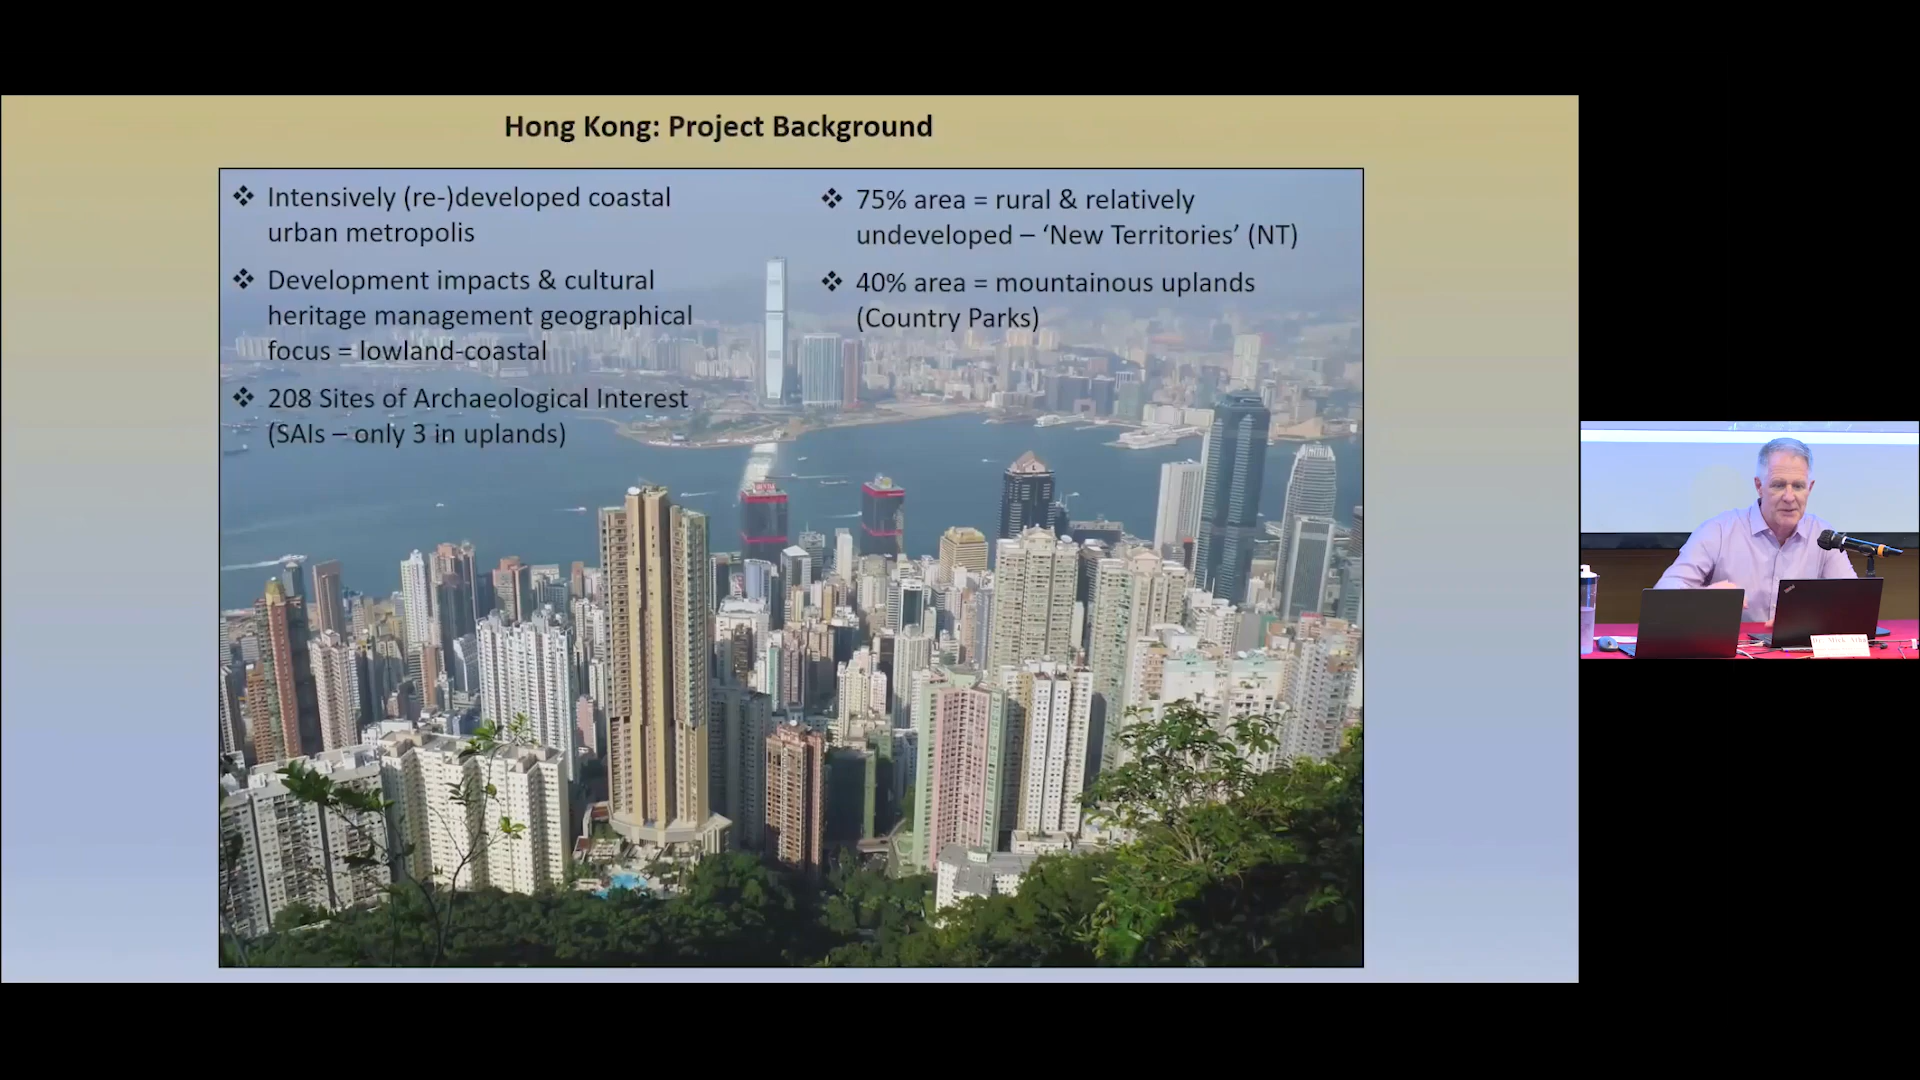 Hong Kong: Project Background
❖ Intensively (re-)developed coastal
urban metropolis
❖ Development impacts & cultural
heritage management geographical
focus = lowland-coastal
❖ 208 Sites of Archaeological Interest
(SAIs – only 3 in uplands)
❖ 75% area = rural & relatively
undeveloped – ‘New Territories’ (NT)
❖ 40% area = mountainous uplands
(Country Parks)